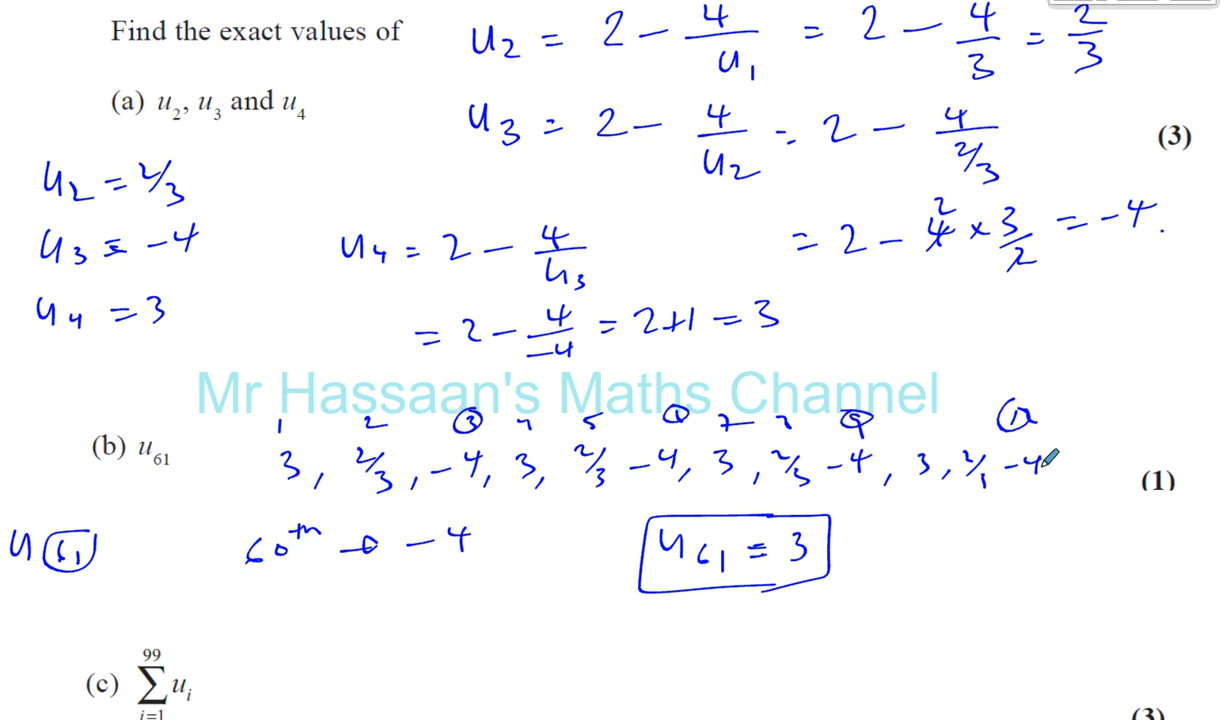 Find the exact values of
u2 = 2 − 4/u1 = 2 − 4/3 = 2/3
(a) u2, u3 and u4
u3 = 2 − 4/u2 = 2 − 4/(2/3)
(3)
u2 = 2/3
u3 = −4
u4 = 3
= 2 − 4 2 × 3/2 = −4.
u4 = 2 − 4/u3
= 2 − 4/−4 = 2+1 = 3
Mr Hassaan's Maths Channel
1 2 3 4 5 6 7 8 9 12
(b) u61
3, 2/3, −4, 3, 2/3 −4, 3, 2/3 −4, 3, 2/3 −4
(1)
u61
60th → −4
u61 = 3
(c) 99 ∑ i=1 ui
(3)